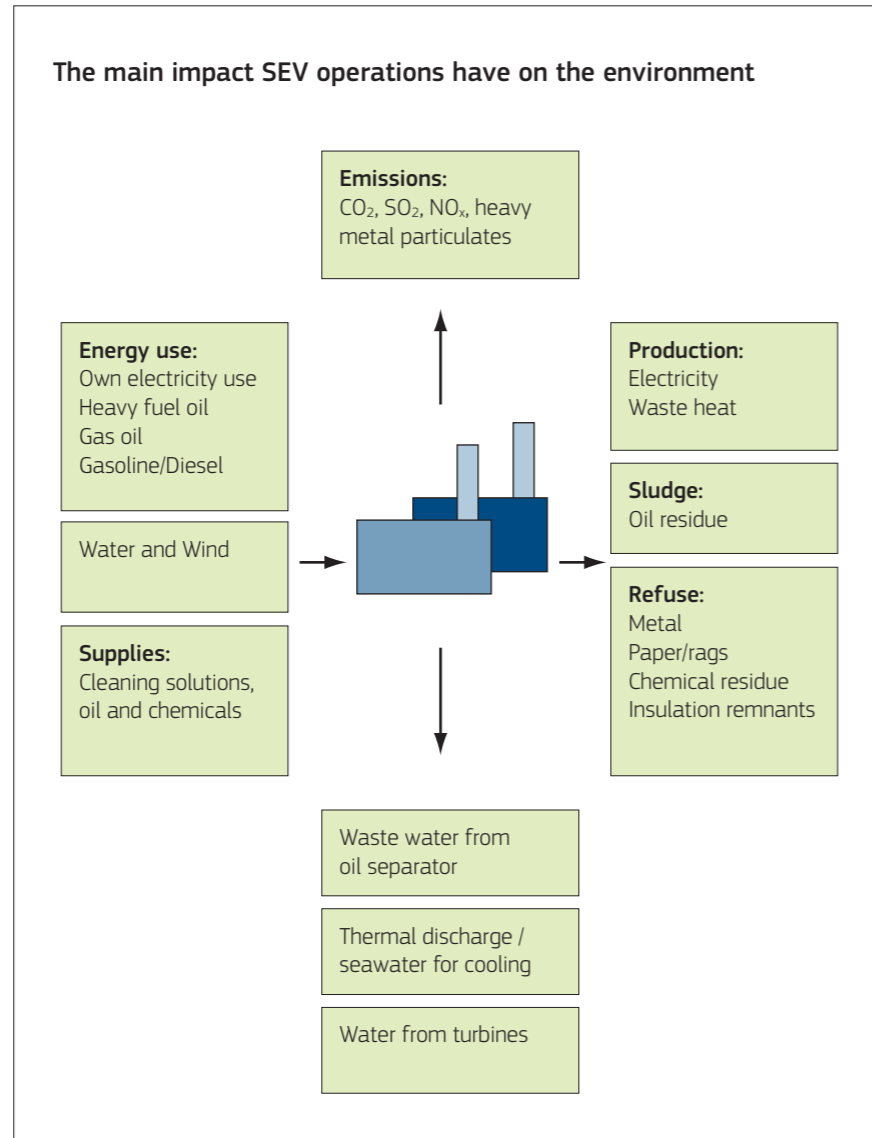 The main impact SEV operations have on the environment
Emissions:
CO₂, SO₂, NOₓ, heavy
metal particulates
Energy use:
Own electricity use
Heavy fuel oil
Gas oil
Gasoline/Diesel
Water and Wind
Supplies:
Cleaning solutions,
oil and chemicals
Production:
Electricity
Waste heat
Sludge:
Oil residue
Refuse:
Metal
Paper/rags
Chemical residue
Insulation remnants
Waste water from
oil separator
Thermal discharge /
seawater for cooling
Water from turbines